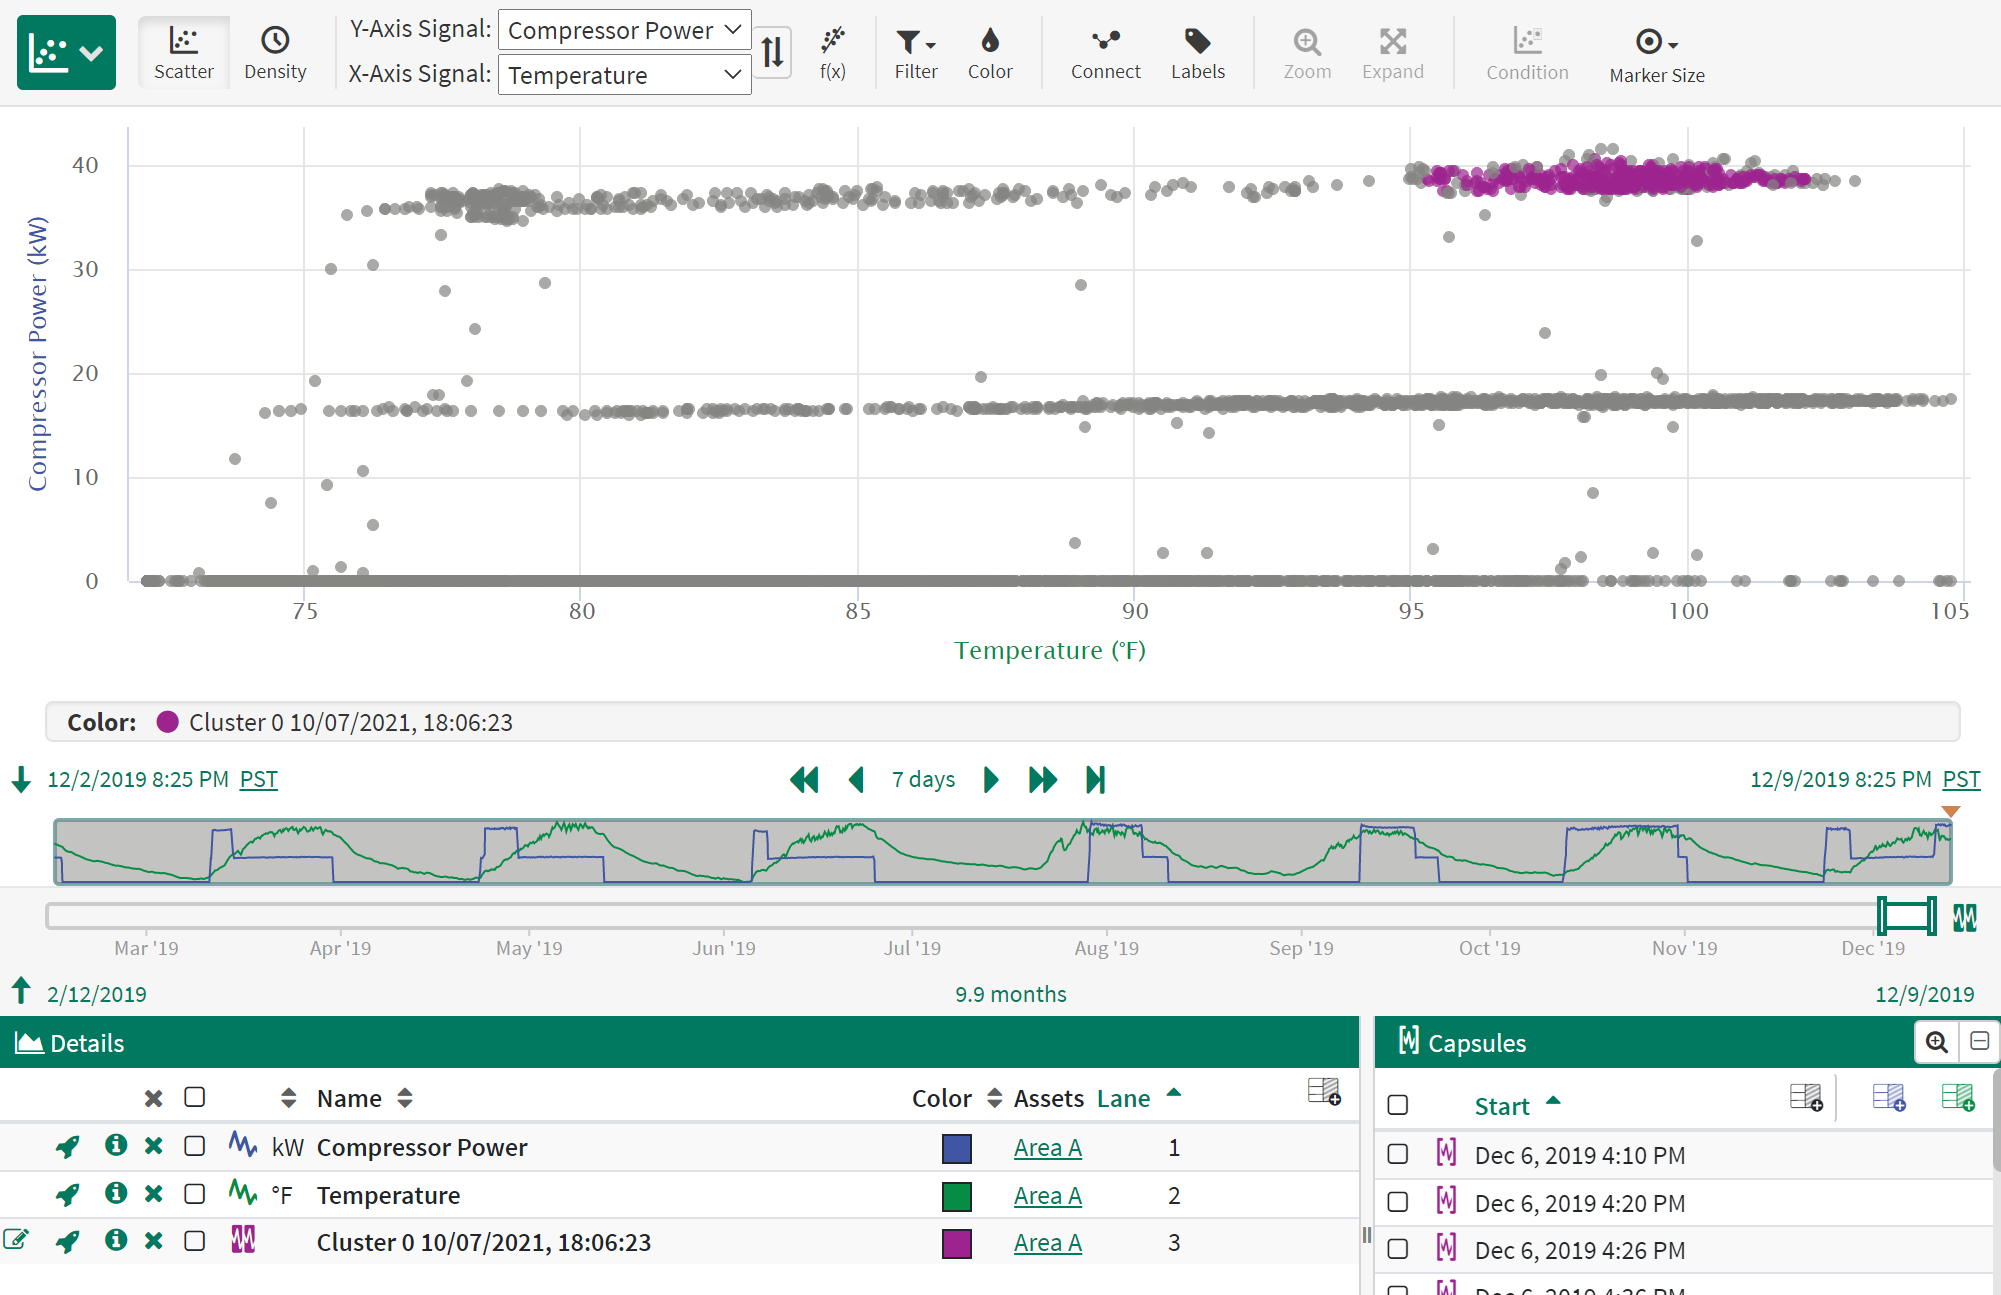 Scatter
Density
Y-Axis Signal: Compressor Power
X-Axis Signal: Temperature
f(x)
Filter
Color
Connect
Labels
Zoom
Expand
Condition
Marker Size
Compressor Power (kW)
40
30
20
10
0
75 80 85 90 95 100 105
Temperature (°F)
Color: Cluster 0 10/07/2021, 18:06:23
12/2/2019 8:25 PM PST
7 days
12/9/2019 8:25 PM PST
Mar '19 Apr '19 May '19 Jun '19 Jul '19 Aug '19 Sep '19 Oct '19 Nov '19 Dec '19
2/12/2019 9.9 months 12/9/2019
Details
Name Color Assets Lane
kW Compressor Power Area A 1
°F Temperature Area A 2
Cluster 0 10/07/2021, 18:06:23 Area A 3
Capsules
Start
Dec 6, 2019 4:10 PM
Dec 6, 2019 4:20 PM
Dec 6, 2019 4:26 PM
Dec 6, 2019 4:36 PM